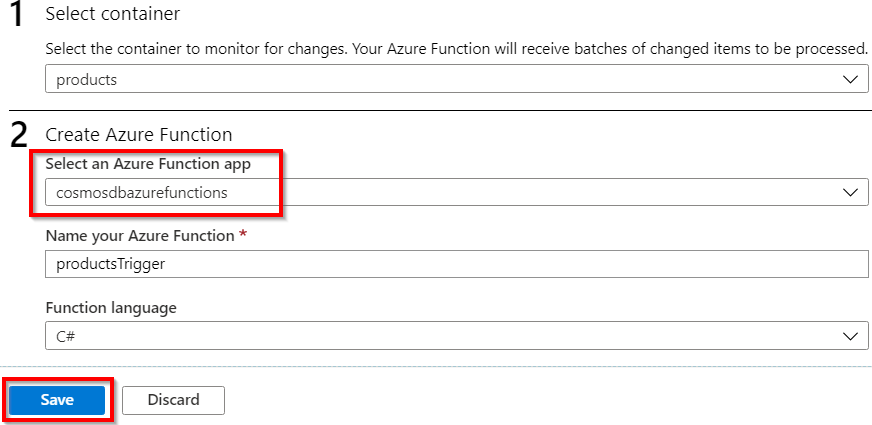 1 Select container
Select the container to monitor for changes. Your Azure Function will receive batches of changed items to be processed.
products
2 Create Azure Function
Select an Azure Function app
cosmosdbazurefunctions
Name your Azure Function *
productsTrigger
Function language
C#
Save Discard